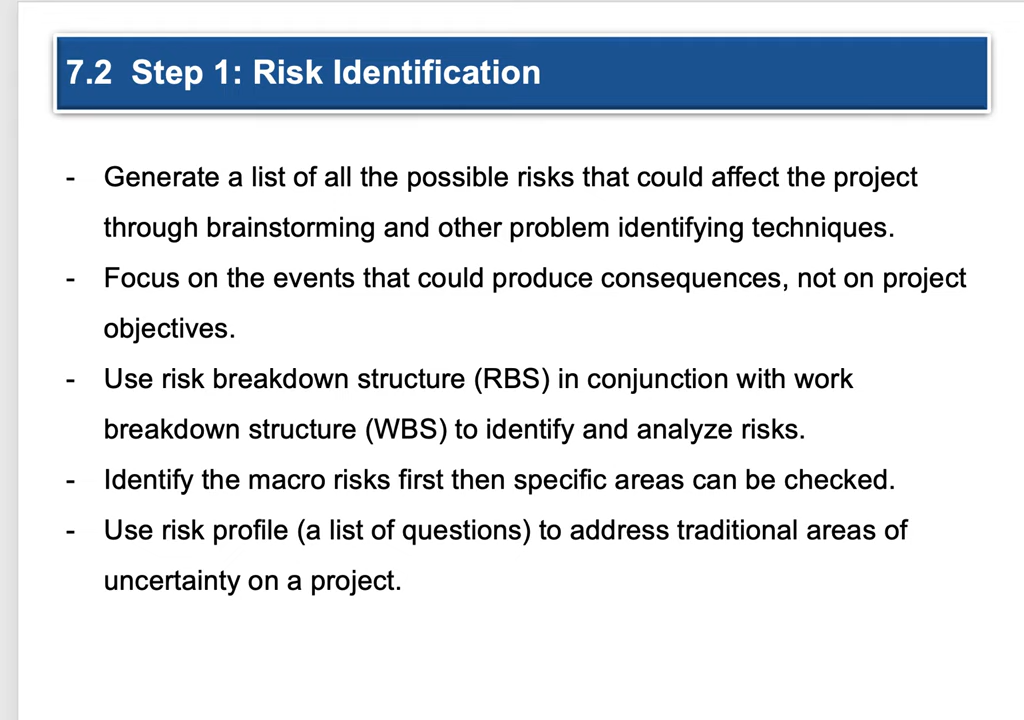 7.2 Step 1: Risk Identification
- Generate a list of all the possible risks that could affect the project
through brainstorming and other problem identifying techniques.
- Focus on the events that could produce consequences, not on project
objectives.
- Use risk breakdown structure (RBS) in conjunction with work
breakdown structure (WBS) to identify and analyze risks.
- Identify the macro risks first then specific areas can be checked.
- Use risk profile (a list of questions) to address traditional areas of
uncertainty on a project.